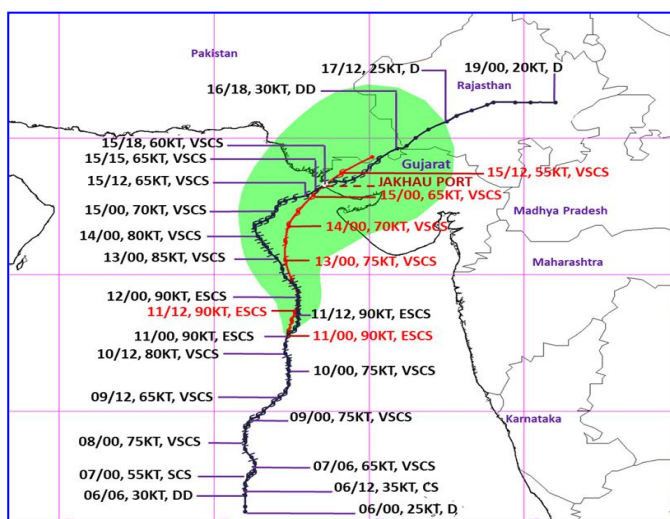 Pakistan
17/12, 25KT, D
19/00, 20KT, D
Rajasthan
16/18, 30KT, DD
15/18, 60KT, VSCS
15/15, 65KT, VSCS
Gujarat
15/12, 55KT, VSCS
15/12, 65KT, VSCS
JAKHAU PORT
15/00, 65KT, VSCS
15/00, 70KT, VSCS
Madhya Pradesh
14/00, 70KT, VSCS
14/00, 80KT, VSCS
13/00, 85KT, VSCS
13/00, 75KT, VSCS
Maharashtra
12/00, 90KT, ESCS
11/12, 90KT, ESCS
11/12, 90KT, ESCS
11/00, 90KT, ESCS
11/00, 90KT, ESCS
10/12, 80KT, VSCS
10/00, 75KT, VSCS
09/12, 65KT, VSCS
09/00, 75KT, VSCS
Karnataka
08/00, 75KT, VSCS
07/06, 65KT, VSCS
07/00, 55KT, SCS
06/12, 35KT, CS
06/06, 30KT, DD
06/00, 25KT, D